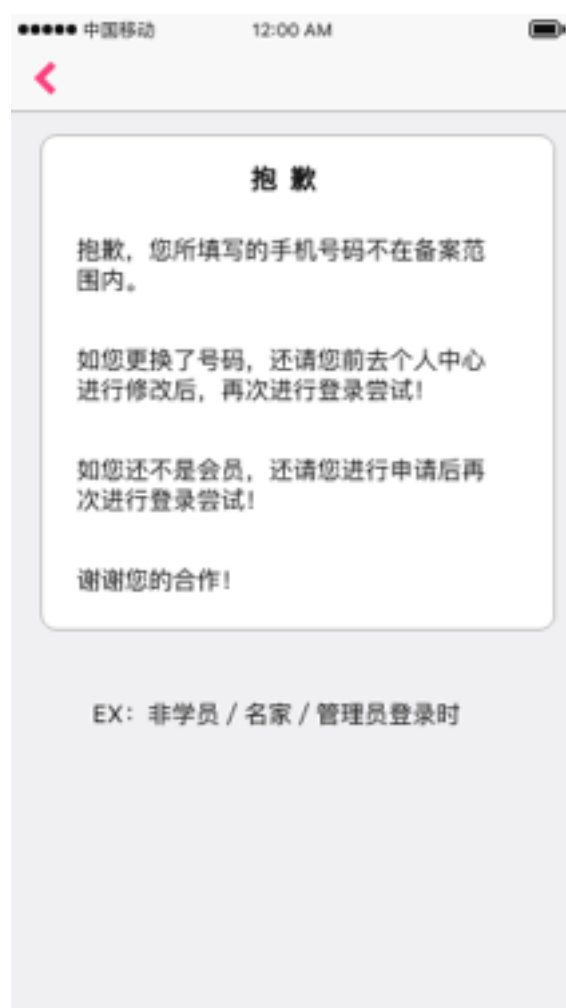 中国移动 12:00 AM
抱 歉
抱歉，您所填写的手机号码不在备案范
围内。
如您更换了号码，还请您前去个人中心
进行修改后，再次进行登录尝试！
如您还不是会员，还请您进行申请后再
次进行登录尝试！
谢谢您的合作！
EX：非学员 / 名家 / 管理员登录时